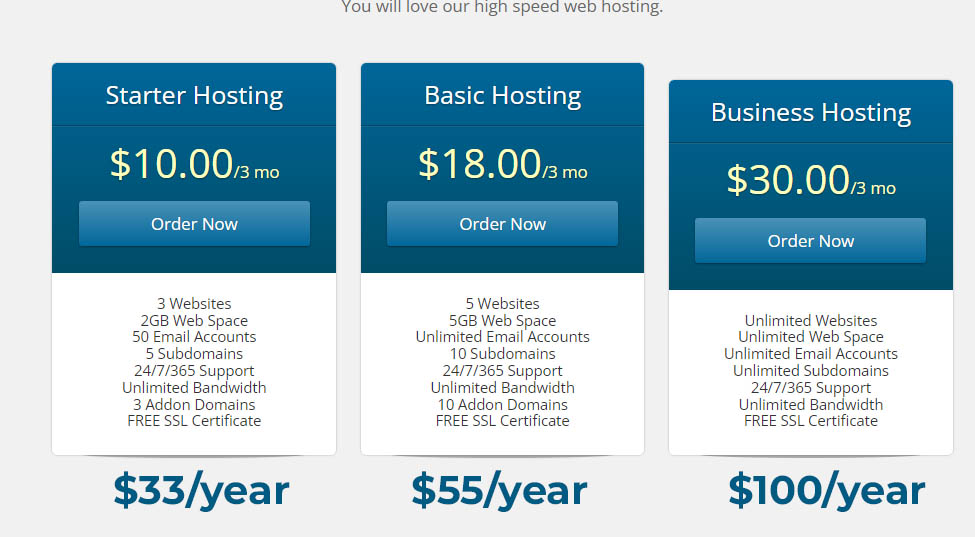 You will love our high speed web hosting.
Starter Hosting
$10.00/3 mo
Order Now
3 Websites
2GB Web Space
50 Email Accounts
5 Subdomains
24/7/365 Support
Unlimited Bandwidth
3 Addon Domains
FREE SSL Certificate
$33/year
Basic Hosting
$18.00/3 mo
Order Now
5 Websites
5GB Web Space
Unlimited Email Accounts
10 Subdomains
24/7/365 Support
Unlimited Bandwidth
10 Addon Domains
FREE SSL Certificate
$55/year
Business Hosting
$30.00/3 mo
Order Now
Unlimited Websites
Unlimited Web Space
Unlimited Email Accounts
Unlimited Subdomains
24/7/365 Support
Unlimited Bandwidth
FREE SSL Certificate
$100/year